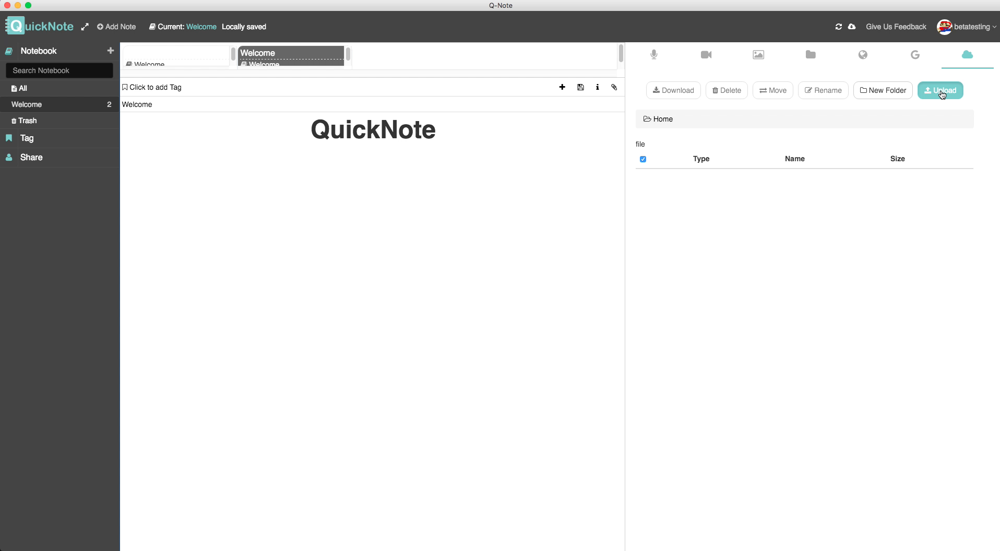 Q-Note
QuickNote
Add Note
Current: Welcome
Locally saved
Give Us Feedback
betatesting
Notebook
Search Notebook
All
Welcome 2
Trash
Tag
Share
Welcome
Welcome
Welcome
Click to add Tag
Welcome
QuickNote
Download
Delete
Move
Rename
New Folder
Upload
Home
file
Type Name Size